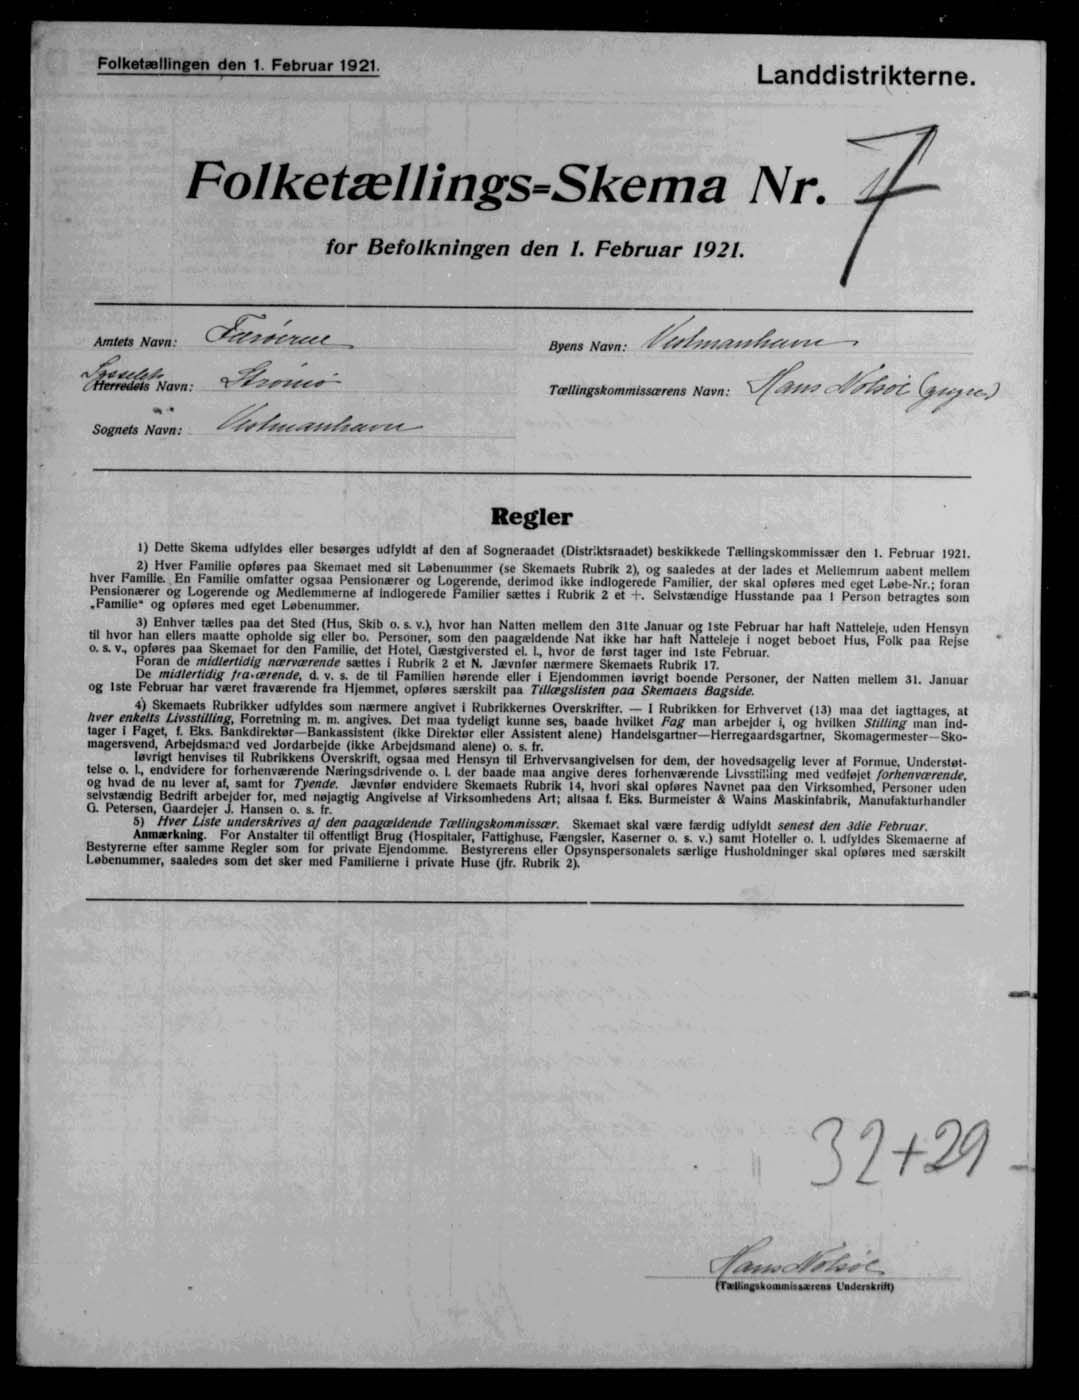 Folketællingen den 1. Februar 1921.
Landdistrikterne.
Folketællings=Skema Nr. 7
for Befolkningen den 1. Februar 1921.
Amtets Navn: Færøerne
Byens Navn: Vestmanhavn
Sysselets
Herredets Navn: Strömö
Tællingskommissærens Navn: Hans Nolsöe
Sognets Navn: Vestmanhavn
Regler
1) Dette Skema udfyldes eller besørges udfyldt af den af Sogneraadet (Distriktsraadet) beskikkede Tællingskommissær den 1. Februar 1921.
2) Hver Familie opføres paa Skemaet med sit Løbenummer (se Skemaets Rubrik 2), og saaledes at der lades et Mellemrum aabent mellem
hver Familie. En Familie omfatter ogsaa Pensionærer og Logerende, derimod ikke indlogerede Familier, der skal opføres med eget Løbe-Nr.; foran
Pensionærer og Logerende og Medlemmerne af indlogerede Familier sættes i Rubrik 2 et +. Selvstændige Husstande paa 1 Person betragtes som
„Familie“ og opføres med eget Løbenummer.
3) Enhver tælles paa det Sted (Hus, Skib o. s. v.), hvor han Natten mellem den 31te Januar og 1ste Februar har haft Natteleje, uden Hensyn
til hvor han ellers maatte opholde sig eller bo. Personer, som den paagældende Nat ikke har haft Natteleje i noget beboet Hus, Folk paa Rejse
o. s. v., opføres paa Skemaet for den Familie, det Hotel, Gæstgiversted el. l., hvor de først tager ind 1ste Februar.
Foran de midlertidig nærværende sættes i Rubrik 2 et N. Jævnfør nærmere Skemaets Rubrik 17.
De midlertidig fraværende, d. v. s. de til Familien hørende eller i Ejendommen iøvrigt boende Personer, der Natten mellem 31. Januar
og 1ste Februar har været fraværende fra Hjemmet, opføres særskilt paa Tillægslisten paa Skemaets Bagside.
4) Skemaets Rubrikker udfyldes som nærmere angivet i Rubrikkernes Overskrifter. — I Rubrikken for Erhvervet (13) maa det iagttages, at
hver enkelts Livsstilling, Forretning m. m. angives. Det maa tydeligt kunne ses, baade hvilket Fag man arbejder i, og hvilken Stilling man ind-
tager i Faget, f. Eks. Bankdirektør—Bankassistent (ikke Direktør eller Assistent alene) Handelsgartner—Herregaardsgartner, Skomagermester—Sko-
magersvend, Arbejdsmand ved Jordarbejde (ikke Arbejdsmand alene) o. s. fr.
Iøvrigt henvises til Rubrikkens Overskrift, ogsaa med Hensyn til Erhvervsangivelsen for dem, der hovedsagelig lever af Formue, Understøt-
telse o. l., endvidere for forhenværende Næringsdrivende o. l. der baade maa angive deres forhenværende Livsstilling med vedføjet forhenværende,
og hvad de nu lever af, samt for Tyende. Jævnfør endvidere Skemaets Rubrik 14, hvori skal opføres Navnet paa den Virksomhed, Personer uden
selvstændig Bedrift arbejder for, med nøjagtig Angivelse af Virksomhedens Art; altsaa f. Eks. Burmeister & Wains Maskinfabrik, Manufakturhandler
G. Petersen, Gaardejer J. Hansen o. s. fr.
5) Hver Liste underskrives af den paagældende Tællingskommissær. Skemaet skal være færdig udfyldt senest den 3die Februar.
Anmærkning. For Anstalter til offentligt Brug (Hospitaler, Fattighuse, Fængsler, Kaserner o. s. v.) samt Hoteller o. l. udfyldes Skemaerne af
Bestyrerne efter samme Regler som for private Ejendomme. Bestyrerens eller Opsynspersonalets særlige Husholdninger skal opføres med særskilt
Løbenummer, saaledes som det sker med Familierne i private Huse (jfr. Rubrik 2).
32+29
Hans Nolsöe
(Tællingskommissærens Underskrift)